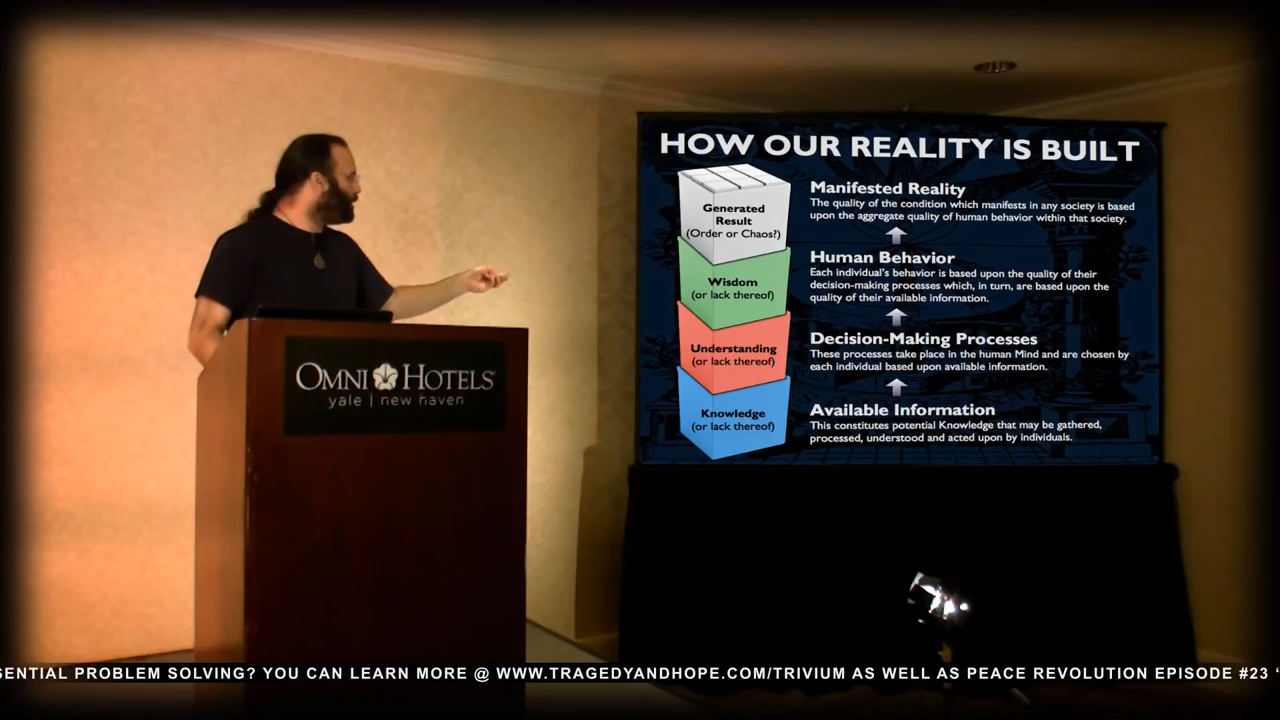 HOW OUR REALITY IS BUILT
Generated
Result
(Order or Chaos?)
Manifested Reality
The quality of the condition which manifests in any society is based
upon the aggregate quality of human behavior within that society.
Wisdom
(or lack thereof)
Human Behavior
Each individual's behavior is based upon the quality of their
decision-making processes which, in turn, are based upon the
quality of their available information.
Understanding
(or lack thereof)
Decision-Making Processes
These processes take place in the human Mind and are chosen by
each individual based upon available information.
Knowledge
(or lack thereof)
Available Information
This constitutes potential Knowledge that may be gathered,
processed, understood and acted upon by individuals.
OMNI HOTELS
yale | new haven
SENTIAL PROBLEM SOLVING? YOU CAN LEARN MORE @ WWW.TRAGEDYANDHOPE.COM/TRIVIUM AS WELL AS PEACE REVOLUTION EPISODE #23 '